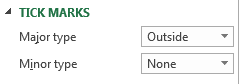 TICK MARKS
Major type Outside
Minor type None